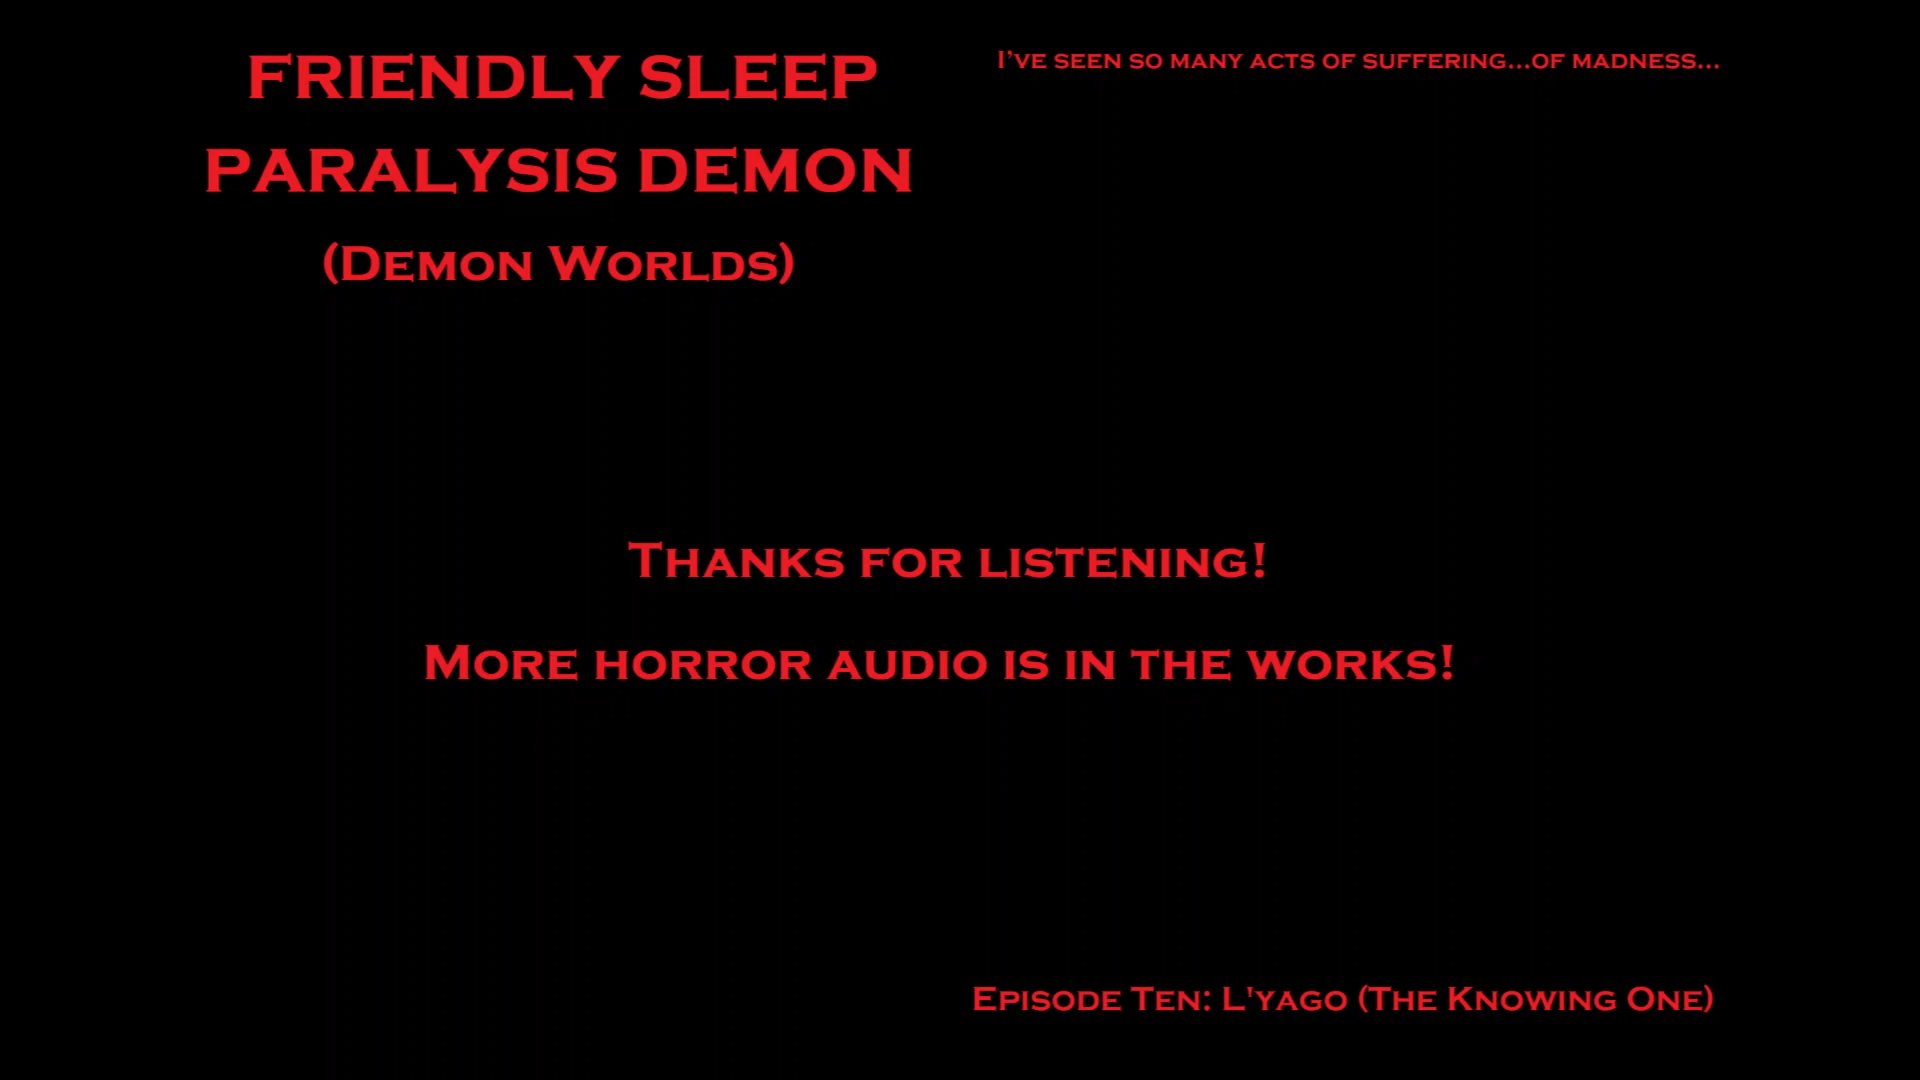 FRIENDLY SLEEP
PARALYSIS DEMON
(DEMON WORLDS)
I’VE SEEN SO MANY ACTS OF SUFFERING...OF MADNESS...
THANKS FOR LISTENING!
MORE HORROR AUDIO IS IN THE WORKS!
EPISODE TEN: L'YAGO (THE KNOWING ONE)